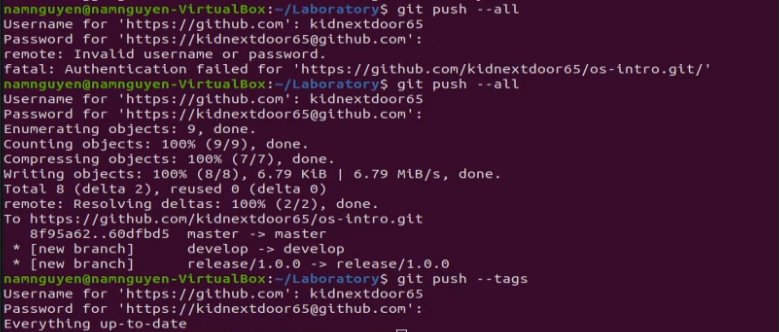 namnguyen@namnguyen-VirtualBox:~/Laboratory$ git push --all
Username for 'https://github.com': kidnextdoor65
Password for 'https://kidnextdoor65@github.com':
remote: Invalid username or password.
fatal: Authentication failed for 'https://github.com/kidnextdoor65/os-intro.git/'
namnguyen@namnguyen-VirtualBox:~/Laboratory$ git push --all
Username for 'https://github.com': kidnextdoor65
Password for 'https://kidnextdoor65@github.com':
Enumerating objects: 9, done.
Counting objects: 100% (9/9), done.
Compressing objects: 100% (7/7), done.
Writing objects: 100% (8/8), 6.79 KiB | 6.79 MiB/s, done.
Total 8 (delta 2), reused 0 (delta 0)
remote: Resolving deltas: 100% (2/2), done.
To https://github.com/kidnextdoor65/os-intro.git
   8f95a62..60dfbd5  master -> master
 * [new branch]      develop -> develop
 * [new branch]      release/1.0.0 -> release/1.0.0
namnguyen@namnguyen-VirtualBox:~/Laboratory$ git push --tags
Username for 'https://github.com': kidnextdoor65
Password for 'https://kidnextdoor65@github.com':
Everything up-to-date